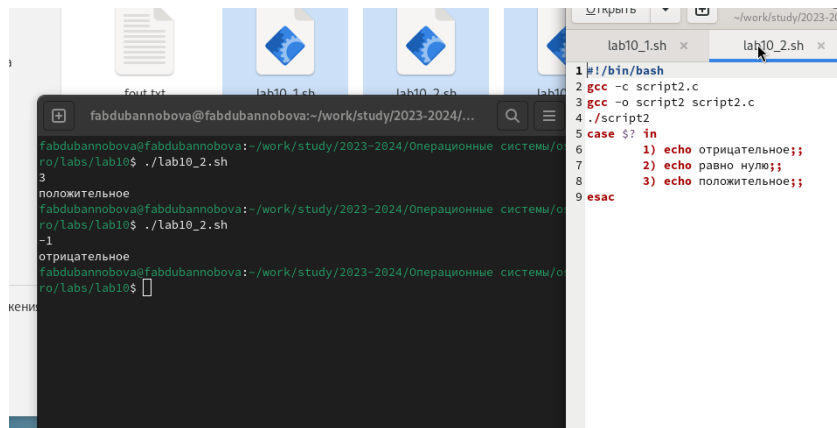 Открыть
~/work/study/2023-20
lab10_1.sh
lab10_2.sh
fout.txt
lab10_1.sh
lab10_2.sh
fabdubannobova@fabdubannobova:~/work/study/2023-2024/...
fabdubannobova@fabdubannobova:~/work/study/2023-2024/Операционные системы/os
ro/labs/lab10$ ./lab10_2.sh
3
положительное
fabdubannobova@fabdubannobova:~/work/study/2023-2024/Операционные системы/os
ro/labs/lab10$ ./lab10_2.sh
-1
отрицательное
fabdubannobova@fabdubannobova:~/work/study/2023-2024/Операционные системы/os
ro/labs/lab10$
1 #!/bin/bash
2 gcc -c script2.c
3 gcc -o script2 script2.c
4 ./script2
5 case $? in
6 1) echo отрицательное;;
7 2) echo равно нулю;;
8 3) echo положительное;;
9 esac